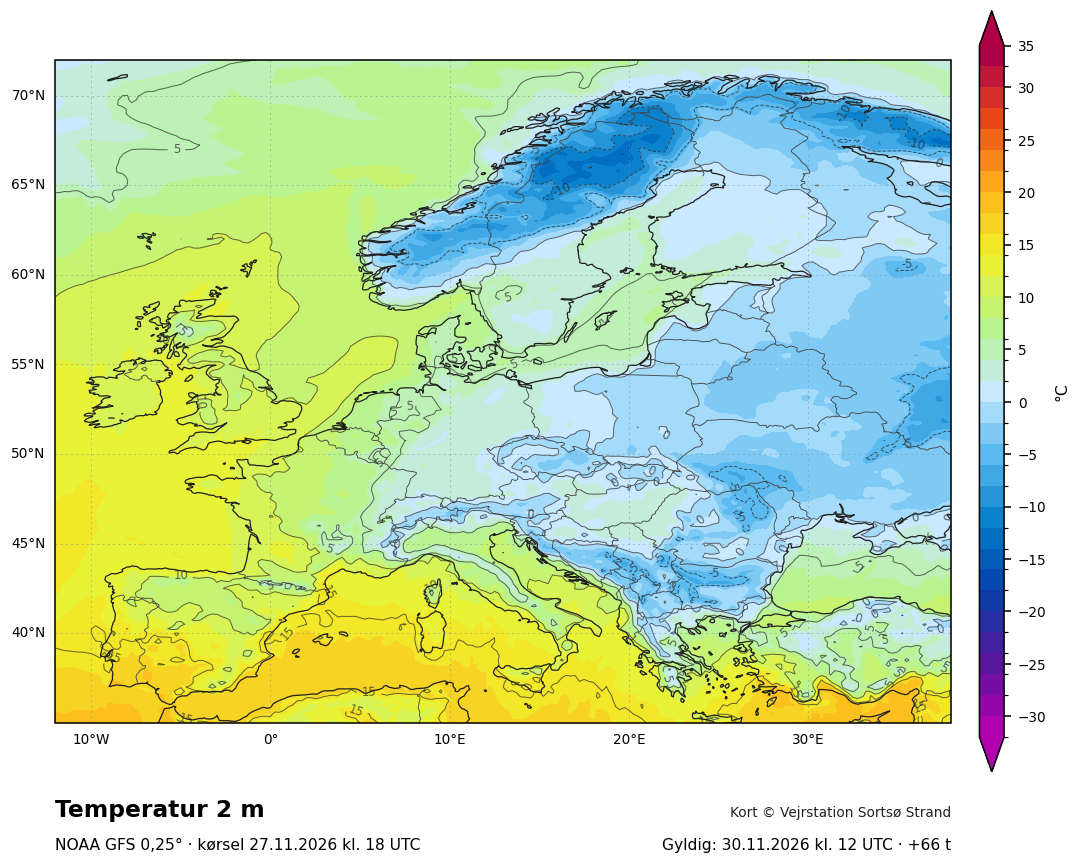 70°N
65°N
60°N
55°N
50°N
45°N
40°N
10°W 0° 10°E 20°E 30°E
35
30
25
20
15
10
5
0
−5
−10
−15
−20
−25
−30
°C
Temperatur 2 m
Kort © Vejrstation Sortsø Strand
NOAA GFS 0,25° · kørsel 27.11.2026 kl. 18 UTC
Gyldig: 30.11.2026 kl. 12 UTC · +66 t